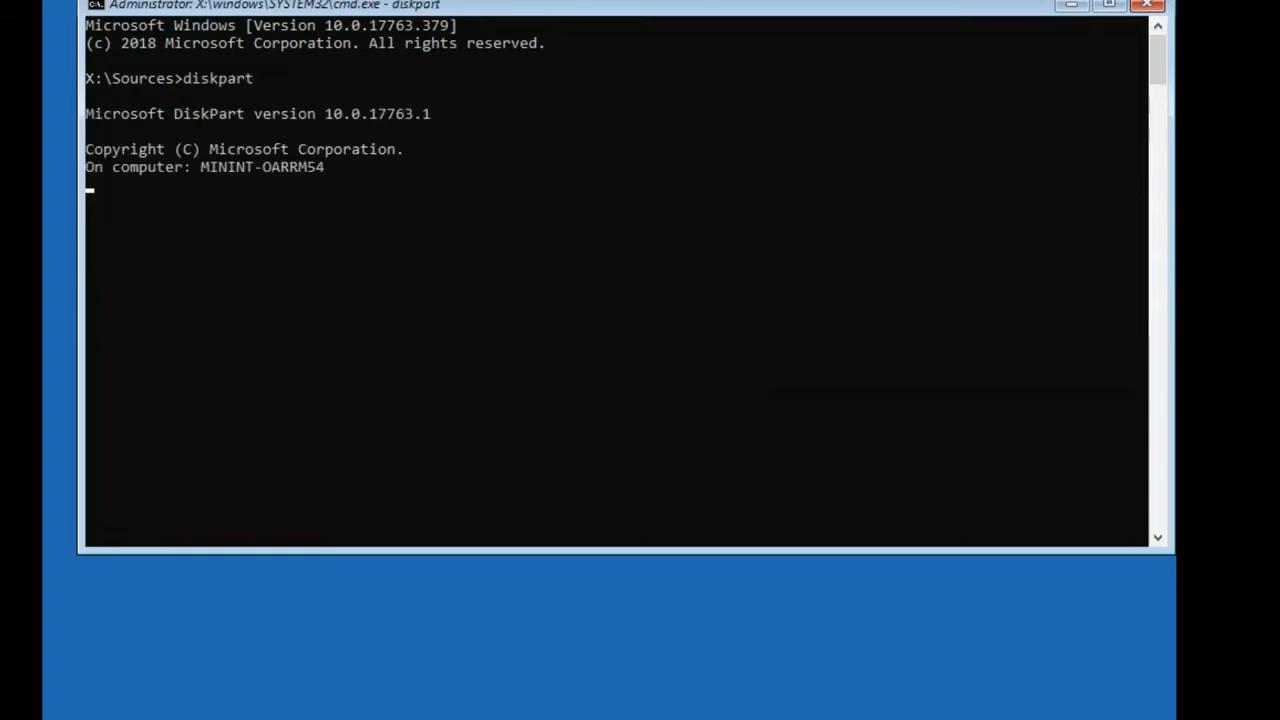 Administrator: X:\windows\SYSTEM32\cmd.exe - diskpart
Microsoft Windows [Version 10.0.17763.379]
(c) 2018 Microsoft Corporation. All rights reserved.
X:\Sources>diskpart
Microsoft DiskPart version 10.0.17763.1
Copyright (C) Microsoft Corporation.
On computer: MININT-OARRM54